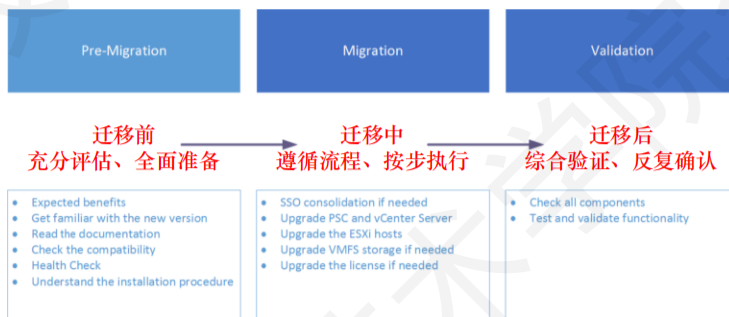 Pre-Migration
Migration
Validation
迁移前
充分评估、全面准备
迁移中
遵循流程、按步执行
迁移后
综合验证、反复确认
• Expected benefits
• Get familiar with the new version
• Read the documentation
• Check the compatibility
• Health Check
• Understand the installation procedure
• SSO consolidation if needed
• Upgrade PSC and vCenter Server
• Upgrade the ESXi hosts
• Upgrade VMFS storage if needed
• Upgrade the license if needed
• Check all components
• Test and validate functionality